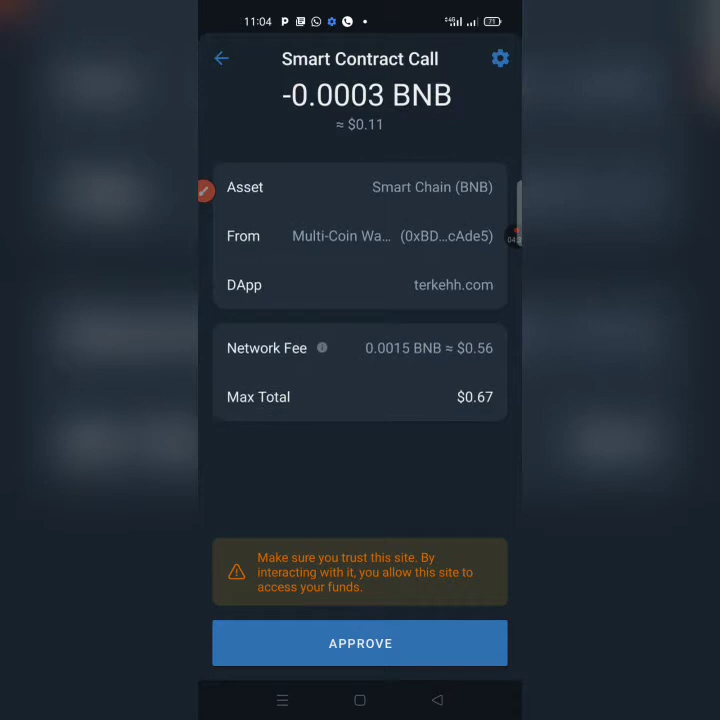 11:04
Smart Contract Call
-0.0003 BNB
≈ $0.11
Asset Smart Chain (BNB)
From Multi-Coin Wa... (0xBD...cAde5)
DApp terkehh.com
Network Fee 0.0015 BNB ≈ $0.56
Max Total $0.67
Make sure you trust this site. By
interacting with it, you allow this site to
access your funds.
APPROVE